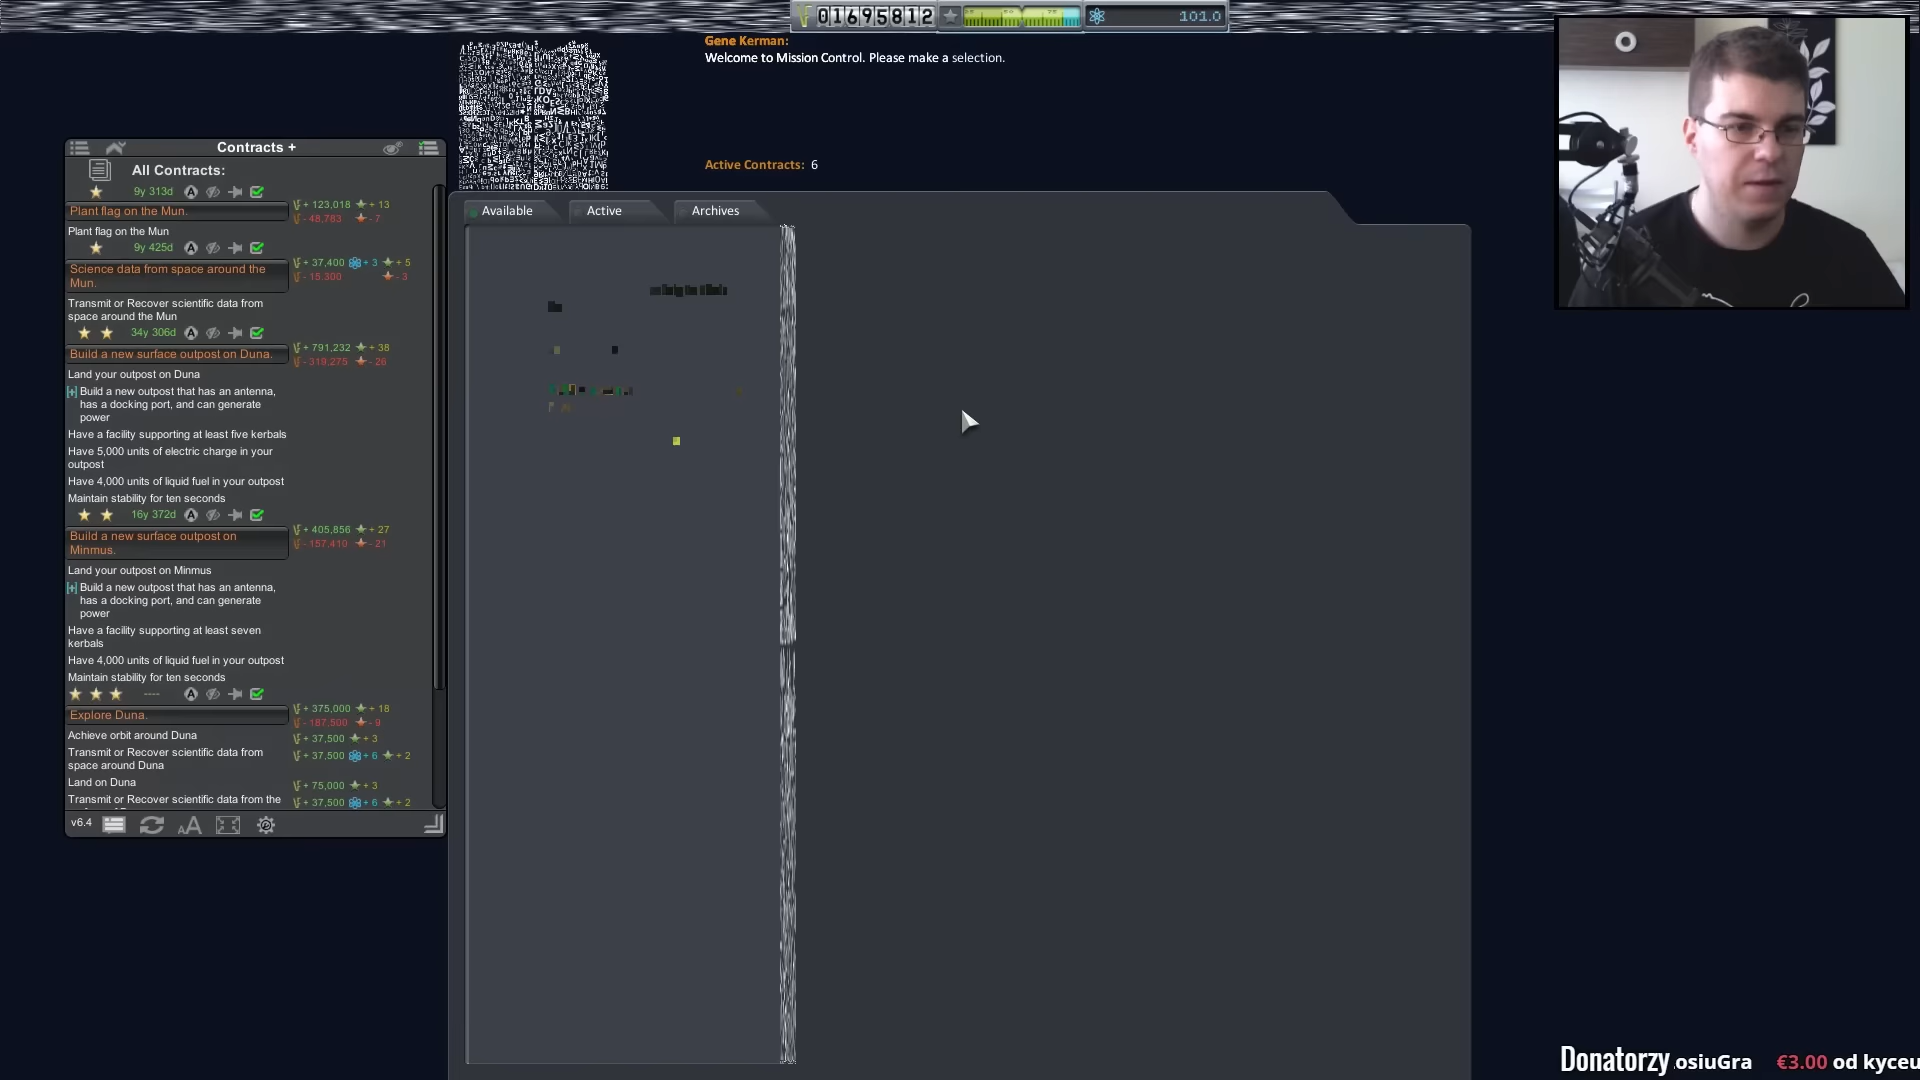 01695812
101.0
Gene Kerman:
Welcome to Mission Control. Please make a selection.
Active Contracts: 6
Available
Active
Archives
Contracts +
All Contracts:
9y 313d
Plant flag on the Mun.
+ 123,018 + 13
- 48,783 - 7
Plant flag on the Mun
9y 425d
Science data from space around the
Mun.
+ 37,400 + 3 + 5
- 15,300 - 3
Transmit or Recover scientific data from
space around the Mun
34y 306d
Build a new surface outpost on Duna.
+ 791,232 + 38
- 319,275 - 26
Land your outpost on Duna
[+] Build a new outpost that has an antenna,
has a docking port, and can generate
power
Have a facility supporting at least five kerbals
Have 5,000 units of electric charge in your
outpost
Have 4,000 units of liquid fuel in your outpost
Maintain stability for ten seconds
16y 372d
Build a new surface outpost on
Minmus.
+ 405,856 + 27
- 157,410 - 21
Land your outpost on Minmus
[+] Build a new outpost that has an antenna,
has a docking port, and can generate
power
Have a facility supporting at least seven
kerbals
Have 4,000 units of liquid fuel in your outpost
Maintain stability for ten seconds
----
Explore Duna.
+ 375,000 + 18
- 187,500 - 9
Achieve orbit around Duna
+ 37,500 + 3
Transmit or Recover scientific data from
space around Duna
+ 37,500 + 6 + 2
Land on Duna
+ 75,000 + 3
Transmit or Recover scientific data from the
+ 37,500 + 6 + 2
v6.4
AA
Donatorzy osiuGra €3.00 od kyceu